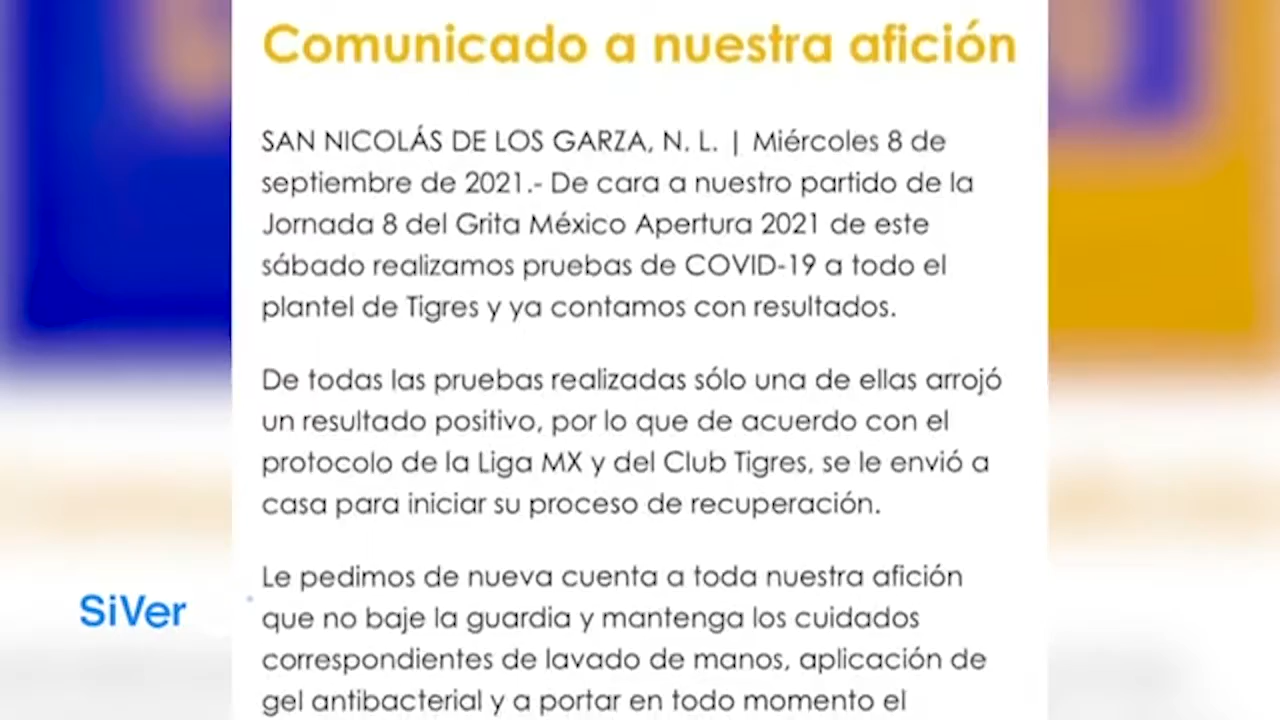 Comunicado a nuestra afición
SAN NICOLÁS DE LOS GARZA, N. L. | Miércoles 8 de
septiembre de 2021.- De cara a nuestro partido de la
Jornada 8 del Grita México Apertura 2021 de este
sábado realizamos pruebas de COVID-19 a todo el
plantel de Tigres y ya contamos con resultados.
De todas las pruebas realizadas sólo una de ellas arrojó
un resultado positivo, por lo que de acuerdo con el
protocolo de la Liga MX y del Club Tigres, se le envió a
casa para iniciar su proceso de recuperación.
Le pedimos de nueva cuenta a toda nuestra afición
que no baje la guardia y mantenga los cuidados
correspondientes de lavado de manos, aplicación de
gel antibacterial y a portar en todo momento el
SiVer